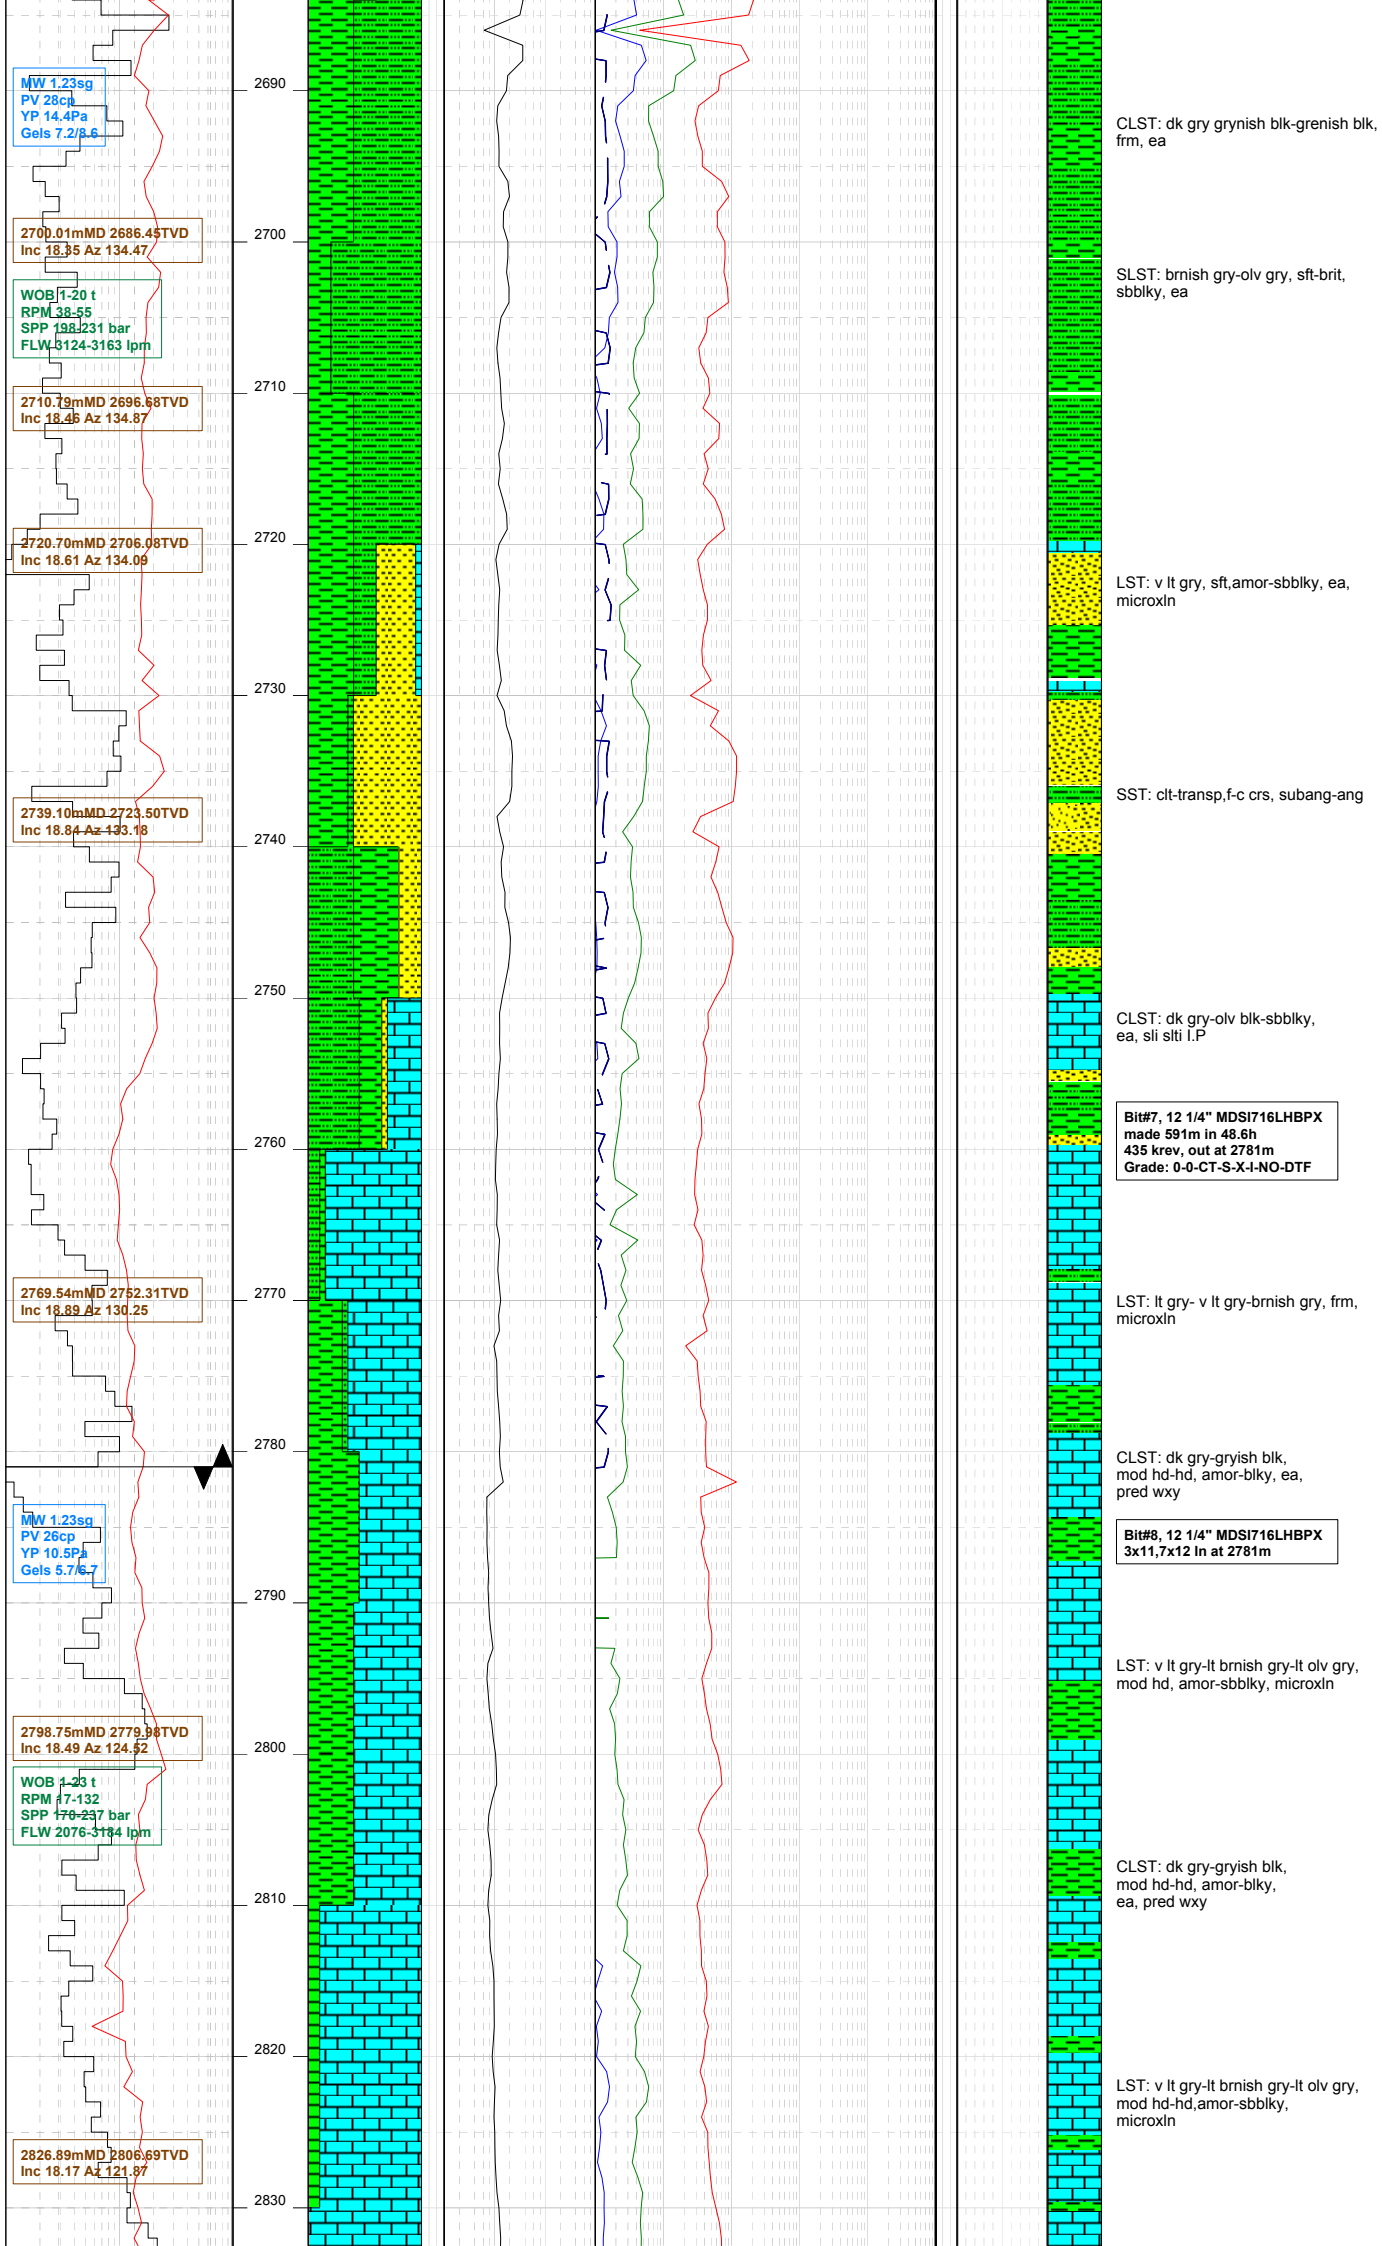 MW 1.23sg
PV 28cp
YP 14.4Pa
Gels 7.2/8.6
2690
CLST: dk gry grynish blk-grenish blk,
frm, ea
2700.01mMD 2686.45TVD
Inc 18.35 Az 134.47
2700
SLST: brnish gry-olv gry, sft-brit,
sbblky, ea
WOB 1-20 t
RPM 38-55
SPP 198-231 bar
FLW 3124-3163 lpm
2710
2710.79mMD 2696.68TVD
Inc 18.46 Az 134.87
2720
2720.70mMD 2706.08TVD
Inc 18.61 Az 134.09
LST: v lt gry, sft,amor-sbblky, ea,
microxln
2730
SST: clt-transp,f-c crs, subang-ang
2739.10mMD 2723.50TVD
Inc 18.84 Az 133.18
2740
2750
CLST: dk gry-olv blk-sbblky,
ea, sli slti I.P
Bit#7, 12 1/4" MDSI716LHBPX
made 591m in 48.6h
435 krev, out at 2781m
Grade: 0-0-CT-S-X-I-NO-DTF
2760
2769.54mMD 2752.31TVD
Inc 18.89 Az 130.25
2770
LST: lt gry- v lt gry-brnish gry, frm,
microxln
2780
CLST: dk gry-gryish blk,
mod hd-hd, amor-blky, ea,
pred wxy
MW 1.23sg
PV 26cp
YP 10.5Pa
Gels 5.7/6.7
Bit#8, 12 1/4" MDSI716LHBPX
3x11,7x12 In at 2781m
2790
LST: v lt gry-lt brnish gry-lt olv gry,
mod hd, amor-sbblky, microxln
2798.75mMD 2779.98TVD
Inc 18.49 Az 124.52
2800
WOB 1-23 t
RPM 17-132
SPP 170-237 bar
FLW 2076-3184 lpm
CLST: dk gry-gryish blk,
mod hd-hd, amor-blky,
ea, pred wxy
2810
2820
LST: v lt gry-lt brnish gry-lt olv gry,
mod hd-hd,amor-sbblky,
microxln
2826.89mMD 2806.69TVD
Inc 18.17 Az 121.87
2830